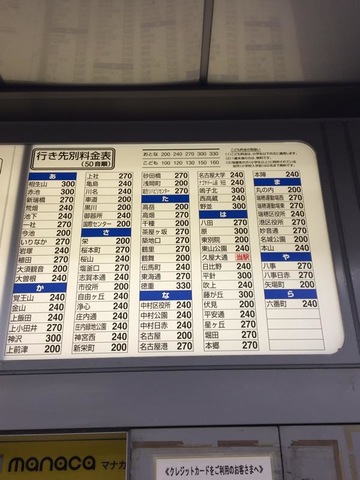 行き先別料金表
(50音順)
おとな 200 240 270 300 330
こども 100 120 140 150 160
あ
相生山 300
赤池 300
新瑞橋 270
荒畑 240
池下 240
一社 270
今池 240
いりなか 270
岩塚 270
植田 270
大須観音 200
大曽根 240
か
覚王山 240
金山 240
上飯田 240
上小田井 270
神沢 300
上前津 200
上社 270
亀島 240
川名 240
車道 200
黒川 200
御器所 240
国際センター 200
さ
栄 200
桜本町 270
桜山 240
塩釜口 270
志賀本通 240
市役所 200
自由ヶ丘 240
浄心 240
庄内通 240
庄内緑地公園 240
神宮西 240
新栄町 200
砂田橋 270
浅間町 200
総合リハビリセンター 270
た
高岳 200
高畑 270
千種 200
茶屋ヶ坂 270
築地口 270
鶴舞 200
鶴里 270
伝馬町 240
東海通 270
徳重 330
な
中村区役所 240
中村公園 240
中村日赤 240
名古屋 200
名古屋港 270
名古屋大学 240
ナゴヤドーム前矢田 240
鳴子北 300
西高蔵 240
野並 300
は
八田 270
原 270
東別院 200
東山公園 240
久屋大通 当駅
日比野 240
平針 300
吹上 240
藤が丘 300
伏見 200
平安通 240
星ヶ丘 270
堀田 270
本郷 270
本陣 240
ま
丸の内 200
瑞穂運動場西 270
瑞穂運動場東 270
瑞穂区役所 240
港区役所 270
妙音通 270
名城公園 200
本山 240
や
八事 270
八事日赤 270
矢場町 200
ら
六番町 240
manaca マナカ
≪クレジットカードをご利用のお客さまへ≫